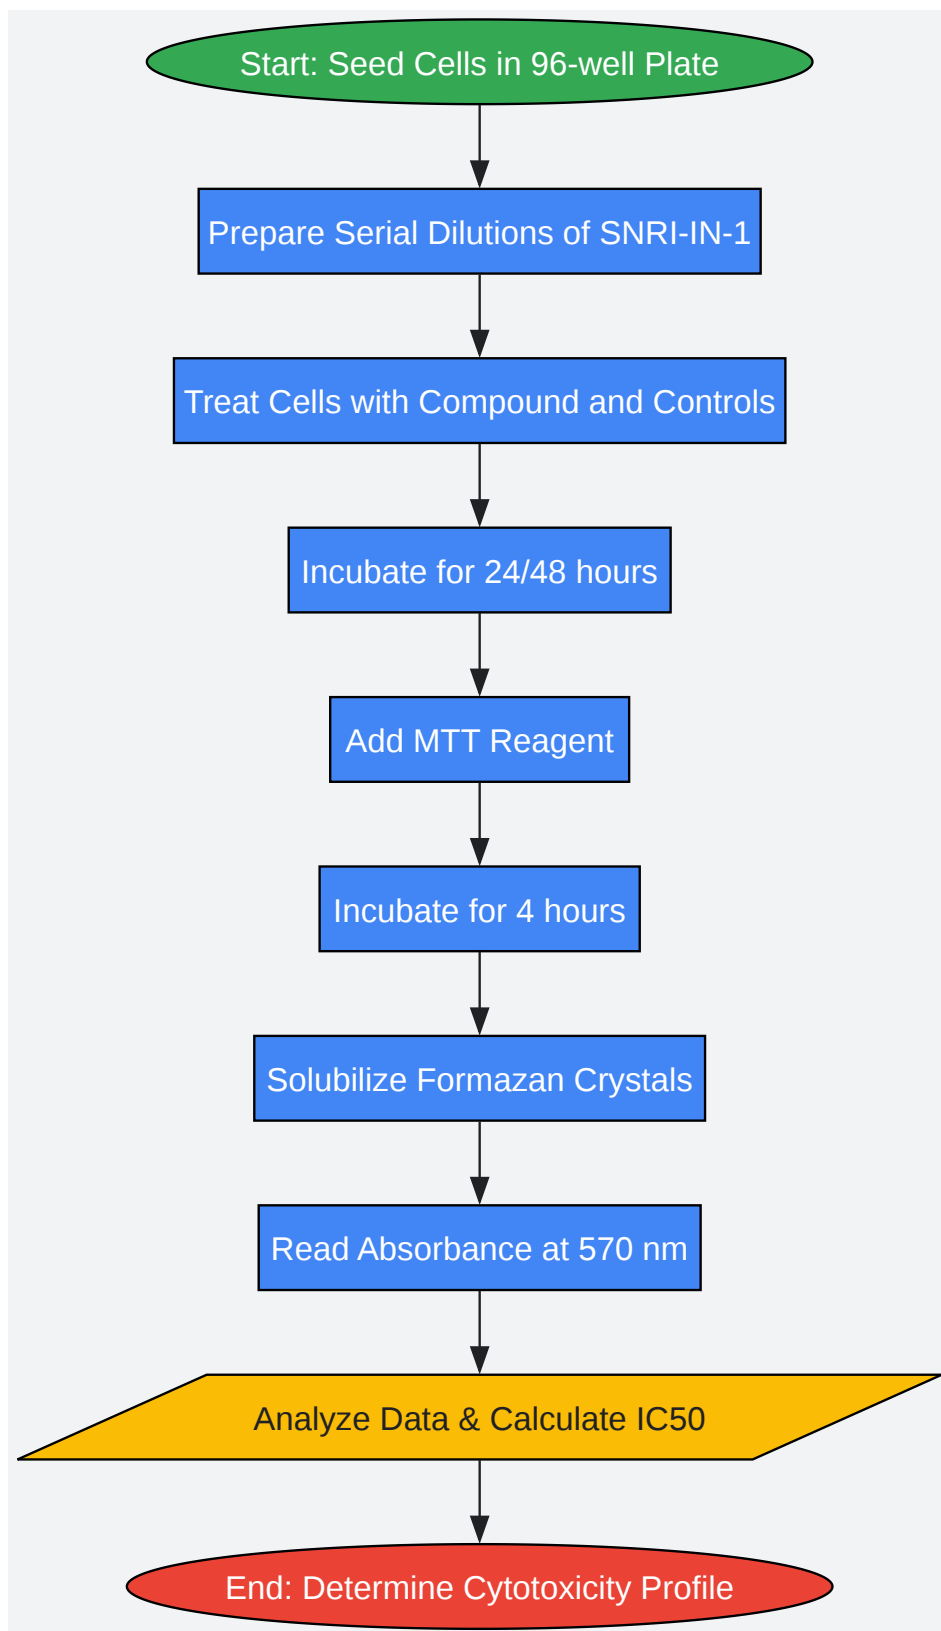 Start: Seed Cells in 96-well Plate
Prepare Serial Dilutions of SNRI-IN-1
Treat Cells with Compound and Controls
Incubate for 24/48 hours
Add MTT Reagent
Incubate for 4 hours
Solubilize Formazan Crystals
Read Absorbance at 570 nm
Analyze Data & Calculate IC50
End: Determine Cytotoxicity Profile